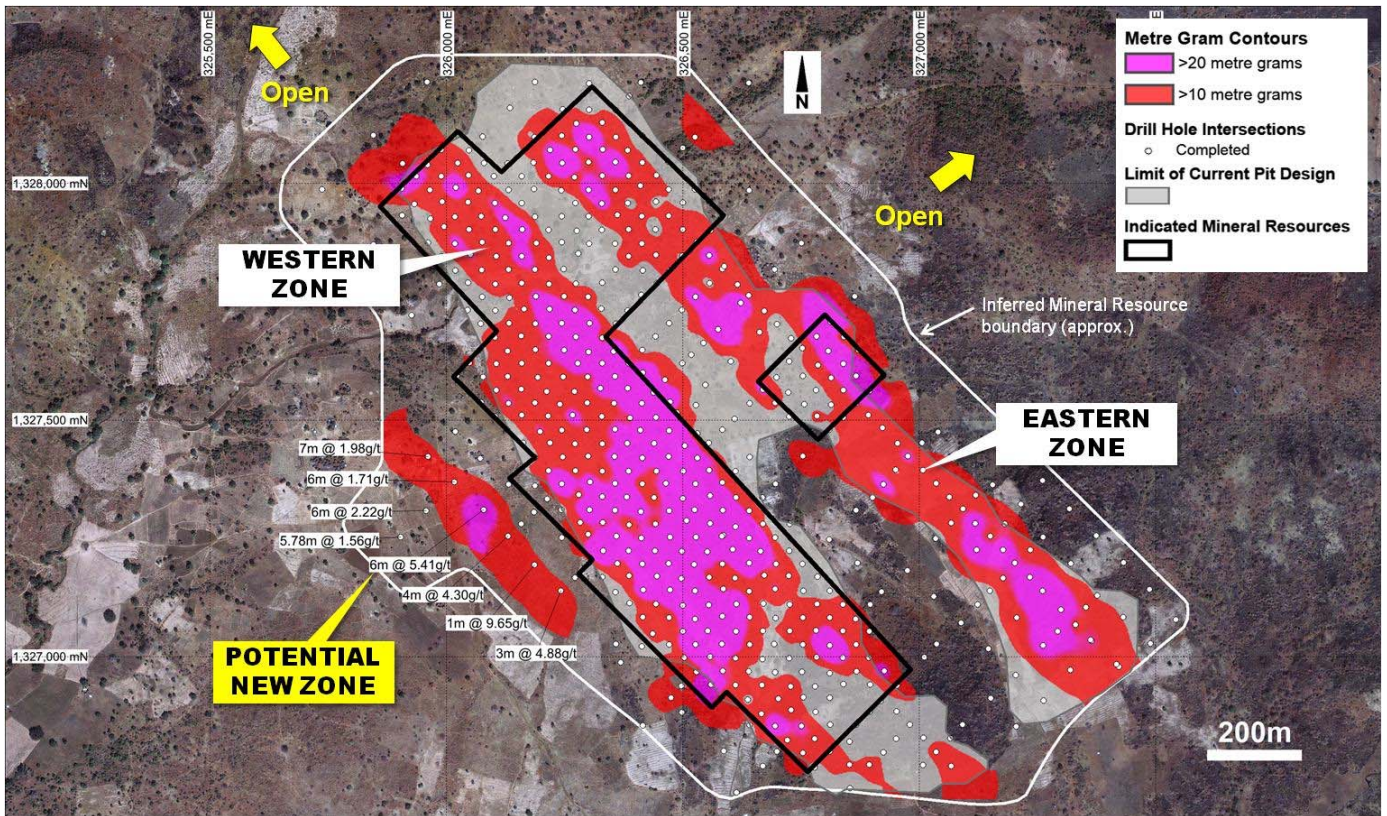 325,500 mE
326,000 mE
326,500 mE
327,000 mE
mE
Open
N
Open
Metre Gram Contours
>20 metre grams
>10 metre grams
Drill Hole Intersections
Completed
Limit of Current Pit Design
Indicated Mineral Resources
1,328,000 mN
WESTERN
ZONE
Inferred Mineral Resource
boundary (approx.)
1,327,500 mN
EASTERN
ZONE
7m @ 1.98g/t
6m @ 1.71g/t
6m @ 2.22g/t
5.78m @ 1.56g/t
6m @ 5.41g/t
4m @ 4.30g/t
1m @ 9.65g/t
3m @ 4.88g/t
POTENTIAL
NEW ZONE
1,327,000 mN
200m